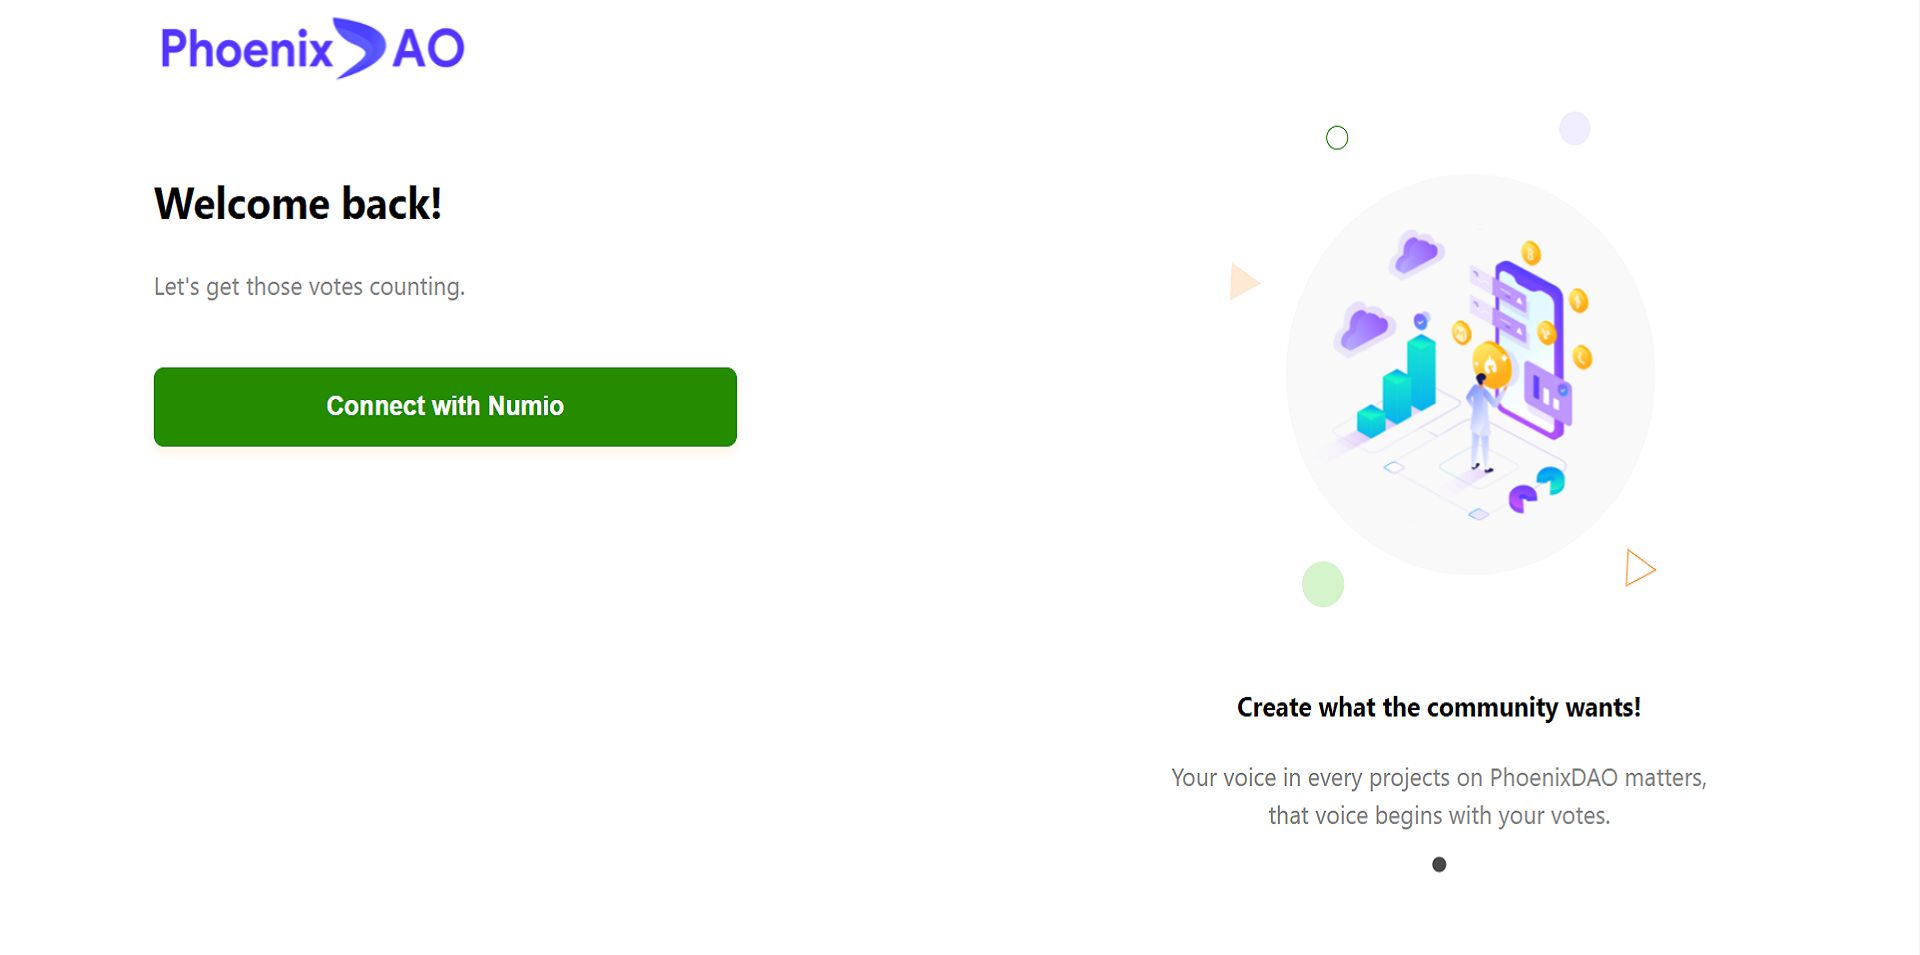 PhoenixDAO
Welcome back!
Let's get those votes counting.
Connect with Numio
Create what the community wants!
Your voice in every projects on PhoenixDAO matters,
that voice begins with your votes.